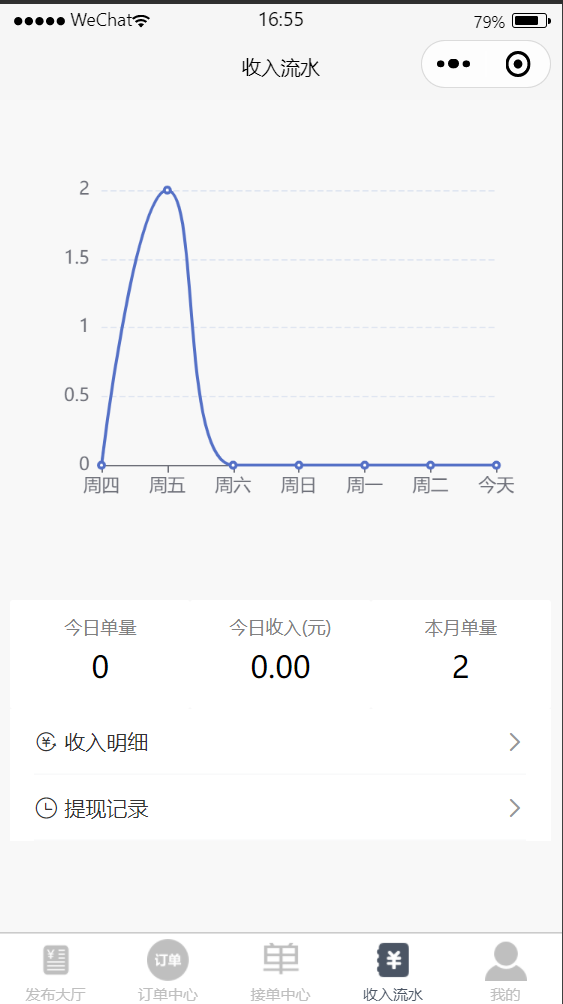 WeChat 16:55 79%
收入流水
2
1.5
1
0.5
0
周四 周五 周六 周日 周一 周二 今天
今日单量 今日收入(元) 本月单量
0 0.00 2
¥ 收入明细
提现记录
¥ 订单 单 ¥
发布大厅 订单中心 接单中心 收入流水 我的